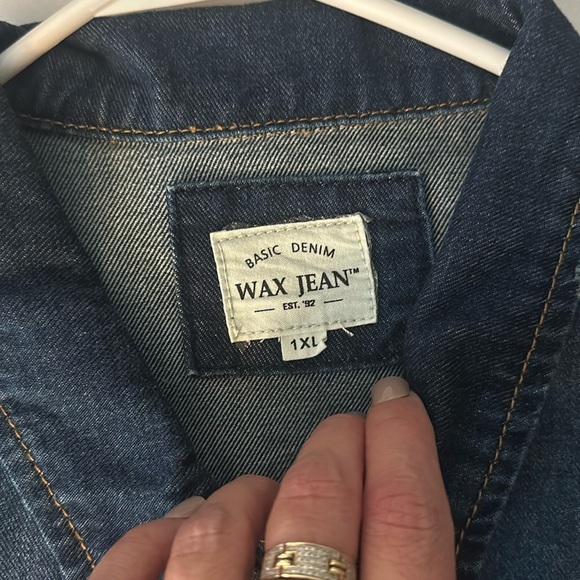 BASIC DENIM
WAX JEAN™
EST. '92
1XL